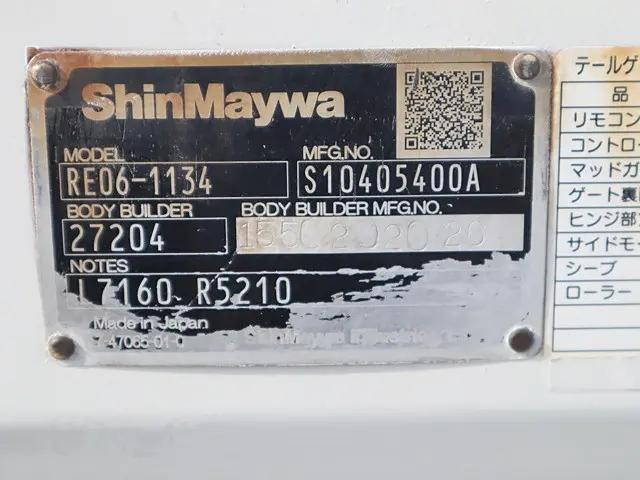 ShinMaywa
MODEL MFG.NO.
RE06-1134 S10405400A
BODY BUILDER BODY BUILDER MFG.NO.
27204
NOTES
L7160 R5210
Made in Japan
ShinMaywa
テールゲ
品
リモコン
コントロー
マッドガ
ゲート裏
ヒンジ部
サイドモ
シーブ
ローラー